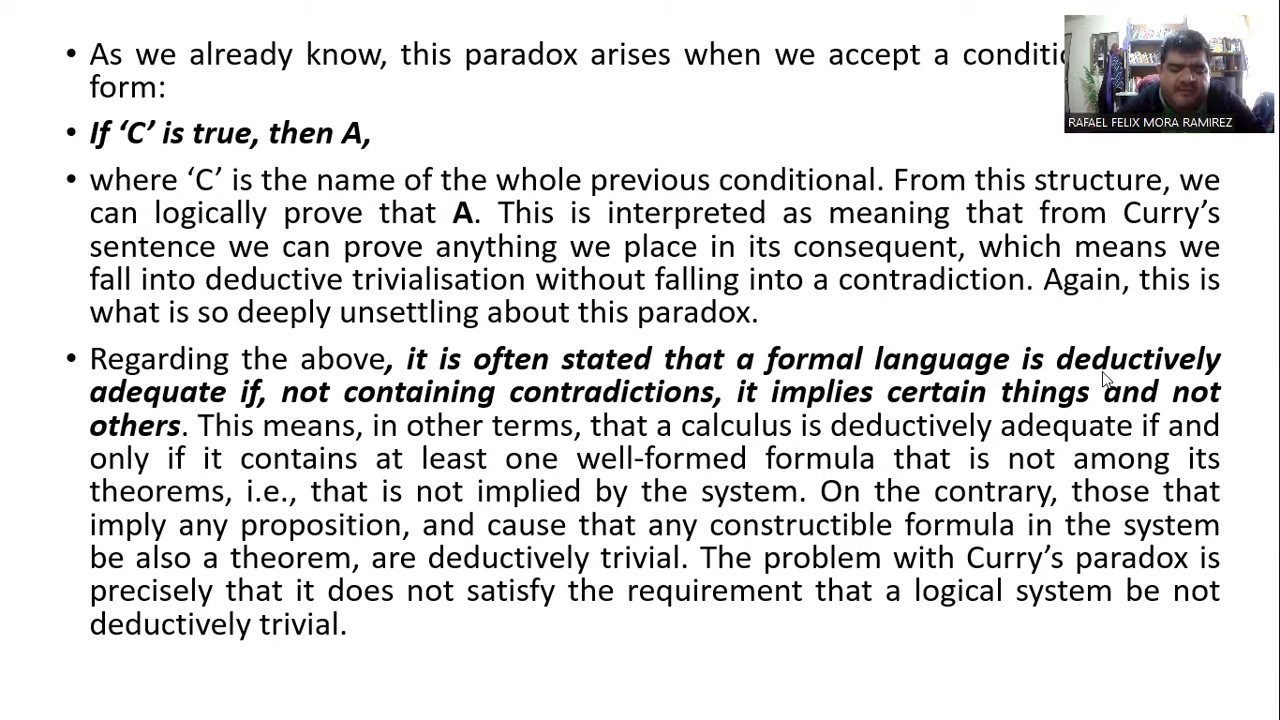 • As we already know, this paradox arises when we accept a
form:
• If ‘C’ is true, then A,
• where ‘C’ is the name of the whole previous conditional. From this structure, we
can logically prove that A. This is interpreted as meaning that from Curry’s
sentence we can prove anything we place in its consequent, which means we
fall into deductive trivialisation without falling into a contradiction. Again, this is
what is so deeply unsettling about this paradox.
• Regarding the above, it is often stated that a formal language is deductively
adequate if, not containing contradictions, it implies certain things and not
others. This means, in other terms, that a calculus is deductively adequate if and
only if it contains at least one well-formed formula that is not among its
theorems, i.e., that is not implied by the system. On the contrary, those that
imply any proposition, and cause that any constructible formula in the system
be also a theorem, are deductively trivial. The problem with Curry’s paradox is
precisely that it does not satisfy the requirement that a logical system be not
deductively trivial.
RAFAEL FELIX MORA RAMIREZ